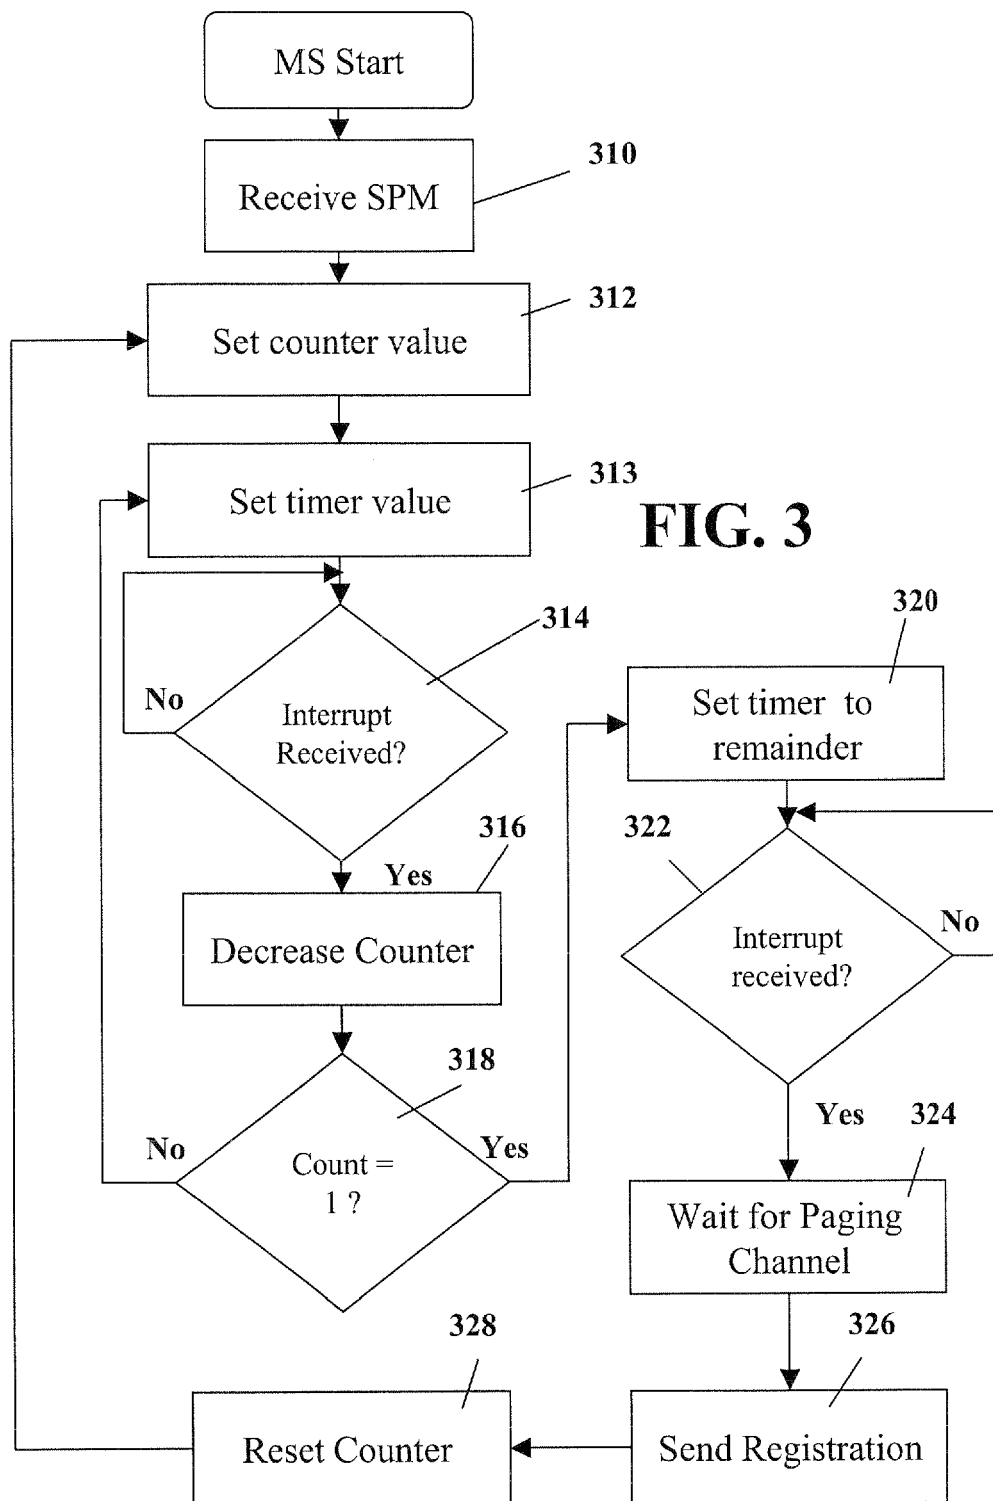 MS Start
310
Receive SPM
312
Set counter value
313
Set timer value
FIG. 3
314
No
Interrupt
Received?
320
Set timer to
remainder
316
Yes
322
Decrease Counter
Interrupt
received?
No
318
No
Yes
Count =
1 ?
Yes
324
Wait for Paging
Channel
328
326
Reset Counter
Send Registration